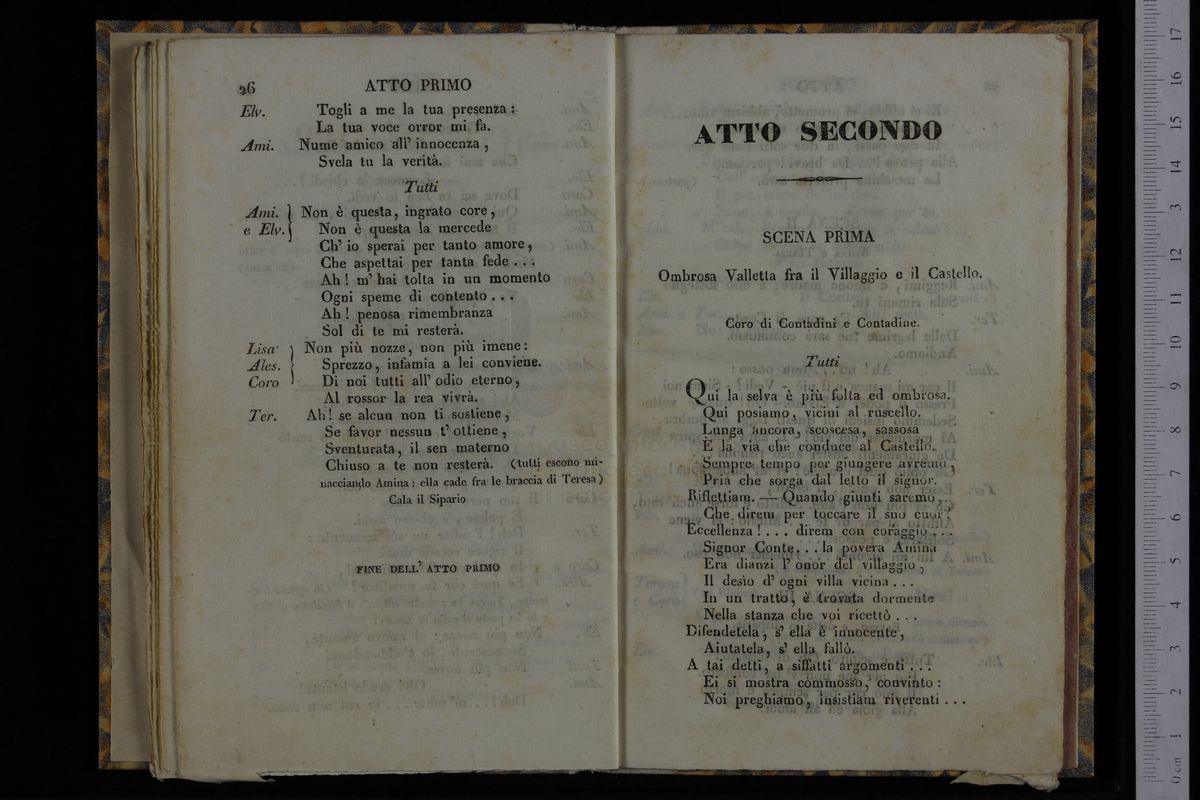 26 ATTO PRIMO
Elv. Togli a me la tua presenza :
La tua voce orror mi fa.
Ami. Nume amico all' innocenza ,
Svela tu la verità.
Tutti
Ami. } Non è questa, ingrato core,
e Elv. { Non è questa la mercede
Ch' io sperai per tanto amore,
Che aspettai per tanta fede . . .
Ah ! m' hai tolta in un momento
Ogni speme di contento . . .
Ah ! penosa rimembranza
Sol di te mi resterà.
Lisa Non più nozze, non più imene :
Ales. Sprezzo, infamia a lei conviene.
Coro Di noi tutti all' odio eterno,
Al rossor la rea vivrà.
Ter. Ah ! se alcun non ti sostiene ,
Se favor nessun t' ottiene ,
Sventurata, il sen materno
Chiuso a te non resterà. (tutti escono mi-
nacciando Amina : ella cade fra le braccia di Teresa)
Cala il Sipario
FINE DELL' ATTO PRIMO
ATTO SECONDO
SCENA PRIMA
Ombrosa Valletta fra il Villaggio e il Castello.
Coro di Contadini e Contadine.
Tutti
Qui la selva è più folta ed ombrosa.
Qui posiamo, vicini al ruscello.
Lunga ancora, scoscesa, sassosa
È la via che conduce al Castello.
Sempre tempo per giungere avremo,
Pria che sorga dal letto il signor.
Riflettiam. — Quando giunti saremo,
Che direm per toccare il suo cuor?
Eccellenza ! . . . direm con coraggio . . .
Signor Conte . . . la povera Amina
Era dianzi l' onor del villaggio ,
Il desìo d' ogni villa vicina . . .
In un tratto, è trovata dormente
Nella stanza che voi ricettò . . .
Difendetela, s' ella è innocente,
Aiutatela, s' ella fallò.
A tai detti, a siffatti argomenti . . .
Ei si mostra commosso, convinto :
Noi preghiamo, insistiam riverenti . . .